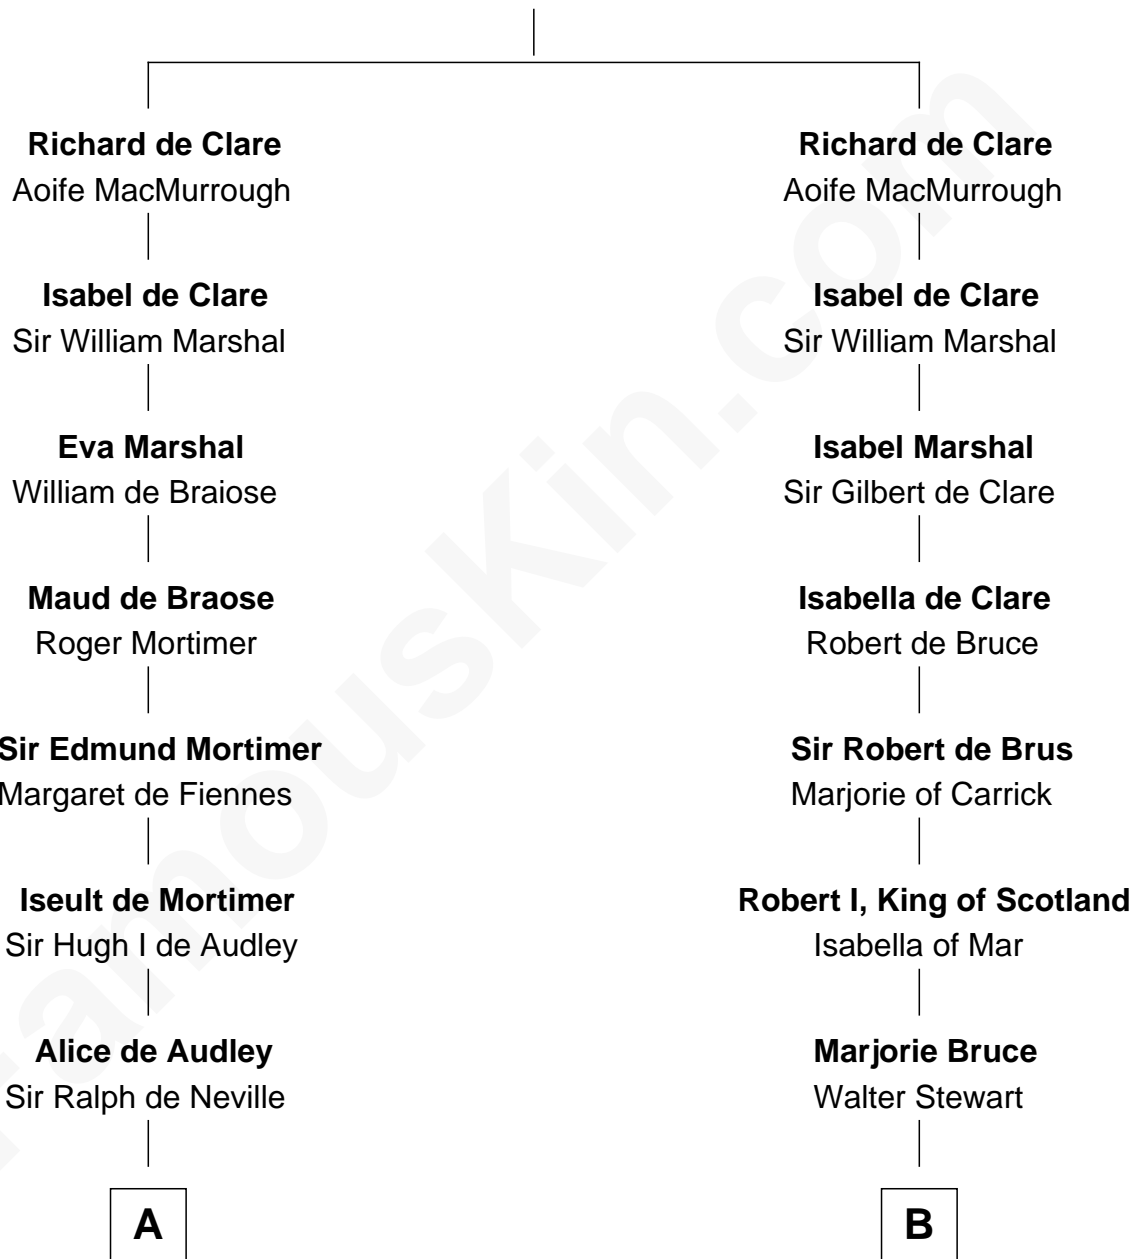 Richard de Clare
Aoife MacMurrough
Isabel de Clare
Sir William Marshal
Eva Marshal
William de Braiose
Maud de Braose
Roger Mortimer
Sir Edmund Mortimer
Margaret de Fiennes
Iseult de Mortimer
Sir Hugh I de Audley
Alice de Audley
Sir Ralph de Neville
A
Richard de Clare
Aoife MacMurrough
Isabel de Clare
Sir William Marshal
Isabel Marshal
Sir Gilbert de Clare
Isabella de Clare
Robert de Bruce
Sir Robert de Brus
Marjorie of Carrick
Robert I, King of Scotland
Isabella of Mar
Marjorie Bruce
Walter Stewart
B
FamousKin.com